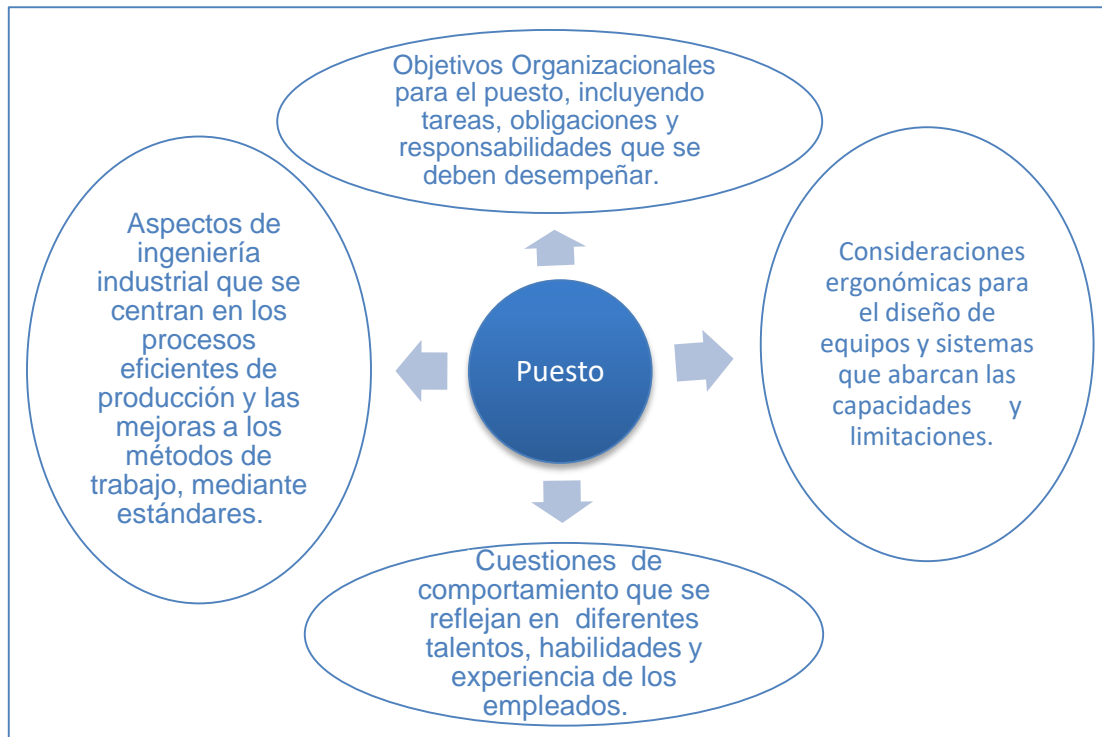 Objetivos Organizacionales
para el puesto, incluyendo
tareas, obligaciones y
responsabilidades que se
deben desempeñar.
Aspectos de
ingeniería
industrial que se
centran en los
procesos
eficientes de
producción y las
mejoras a los
métodos de
trabajo, mediante
estándares.
Puesto
Consideraciones
ergonómicas para
el diseño de
equipos y sistemas
que abarcan las
capacidades y
limitaciones.
Cuestiones de
comportamiento que se
reflejan en diferentes
talentos, habilidades y
experiencia de los
empleados.